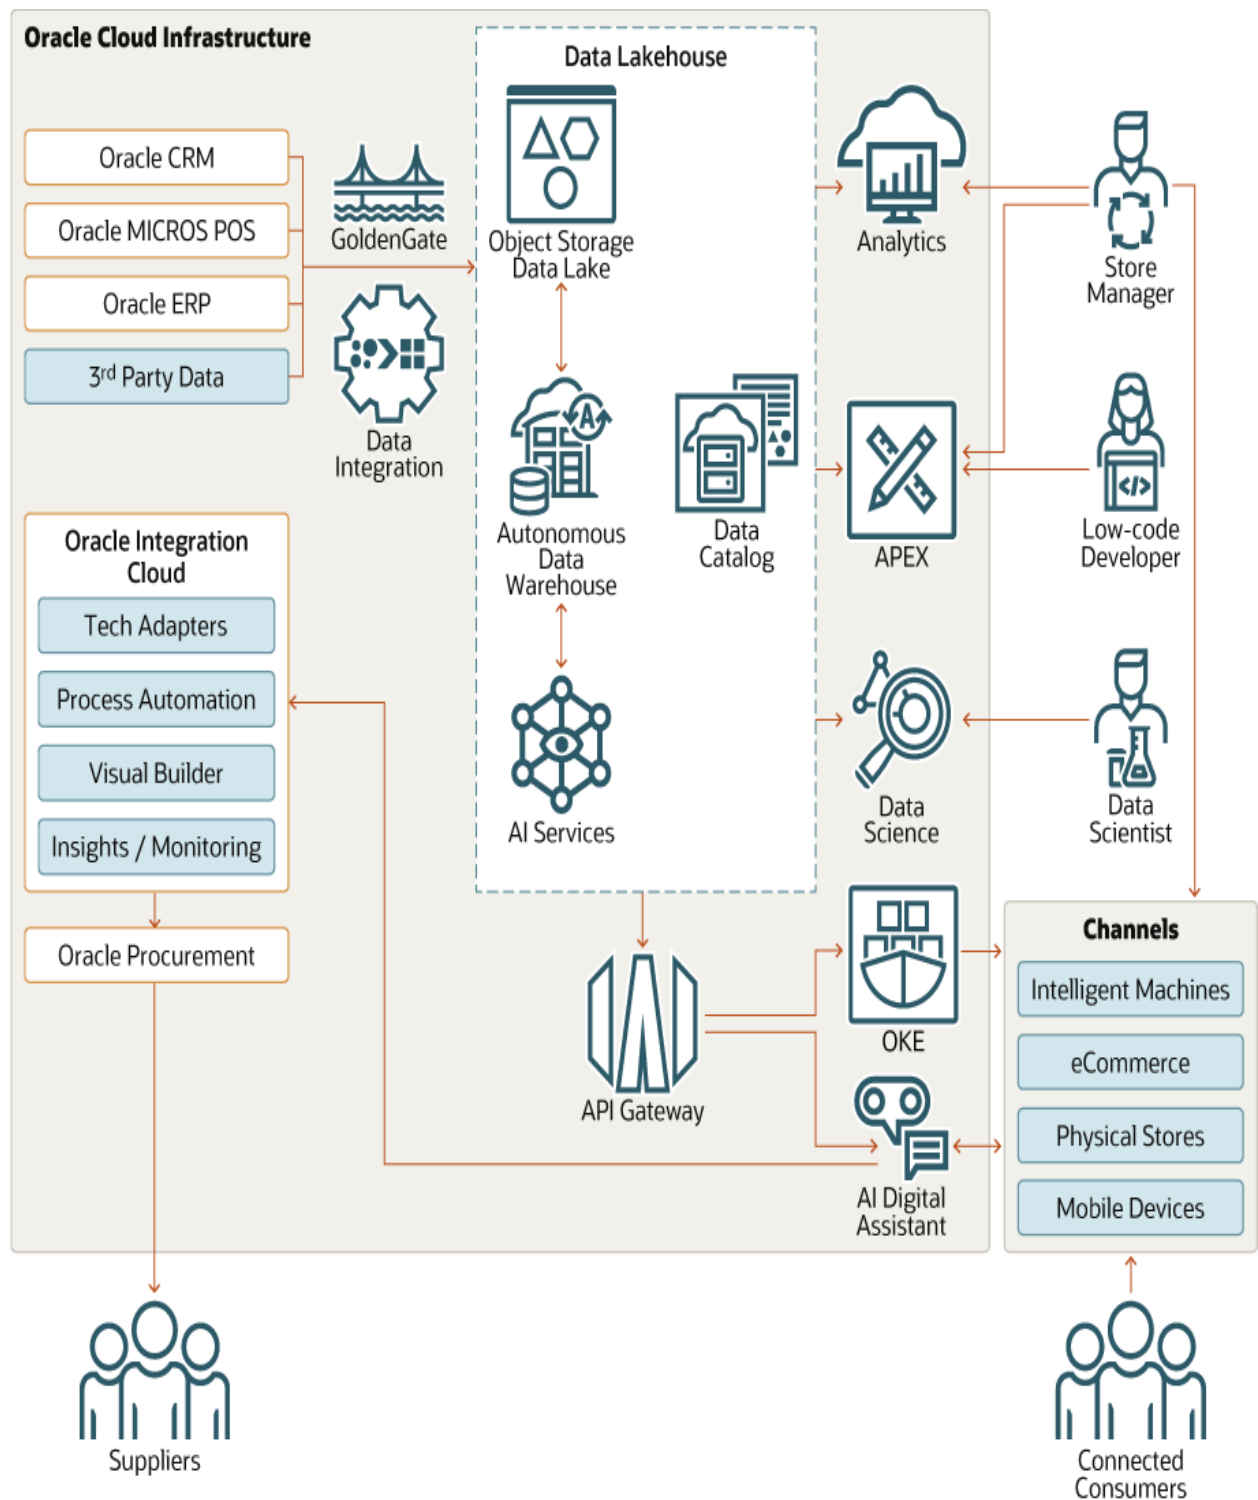 Oracle Cloud Infrastructure
Oracle CRM
Oracle MICROS POS
Oracle ERP
3rd Party Data
GoldenGate
Data
Integration
Data Lakehouse
Object Storage
Data Lake
A
Autonomous
Data
Warehouse
Data
Catalog
AI Services
Analytics
APEX
Data
Science
Store
Manager
</>
Low-code
Developer
Data
Scientist
Oracle Integration
Cloud
Tech Adapters
Process Automation
Visual Builder
Insights / Monitoring
Oracle Procurement
API Gateway
OKE
AI Digital
Assistant
Channels
Intelligent Machines
eCommerce
Physical Stores
Mobile Devices
Suppliers
Connected
Consumers